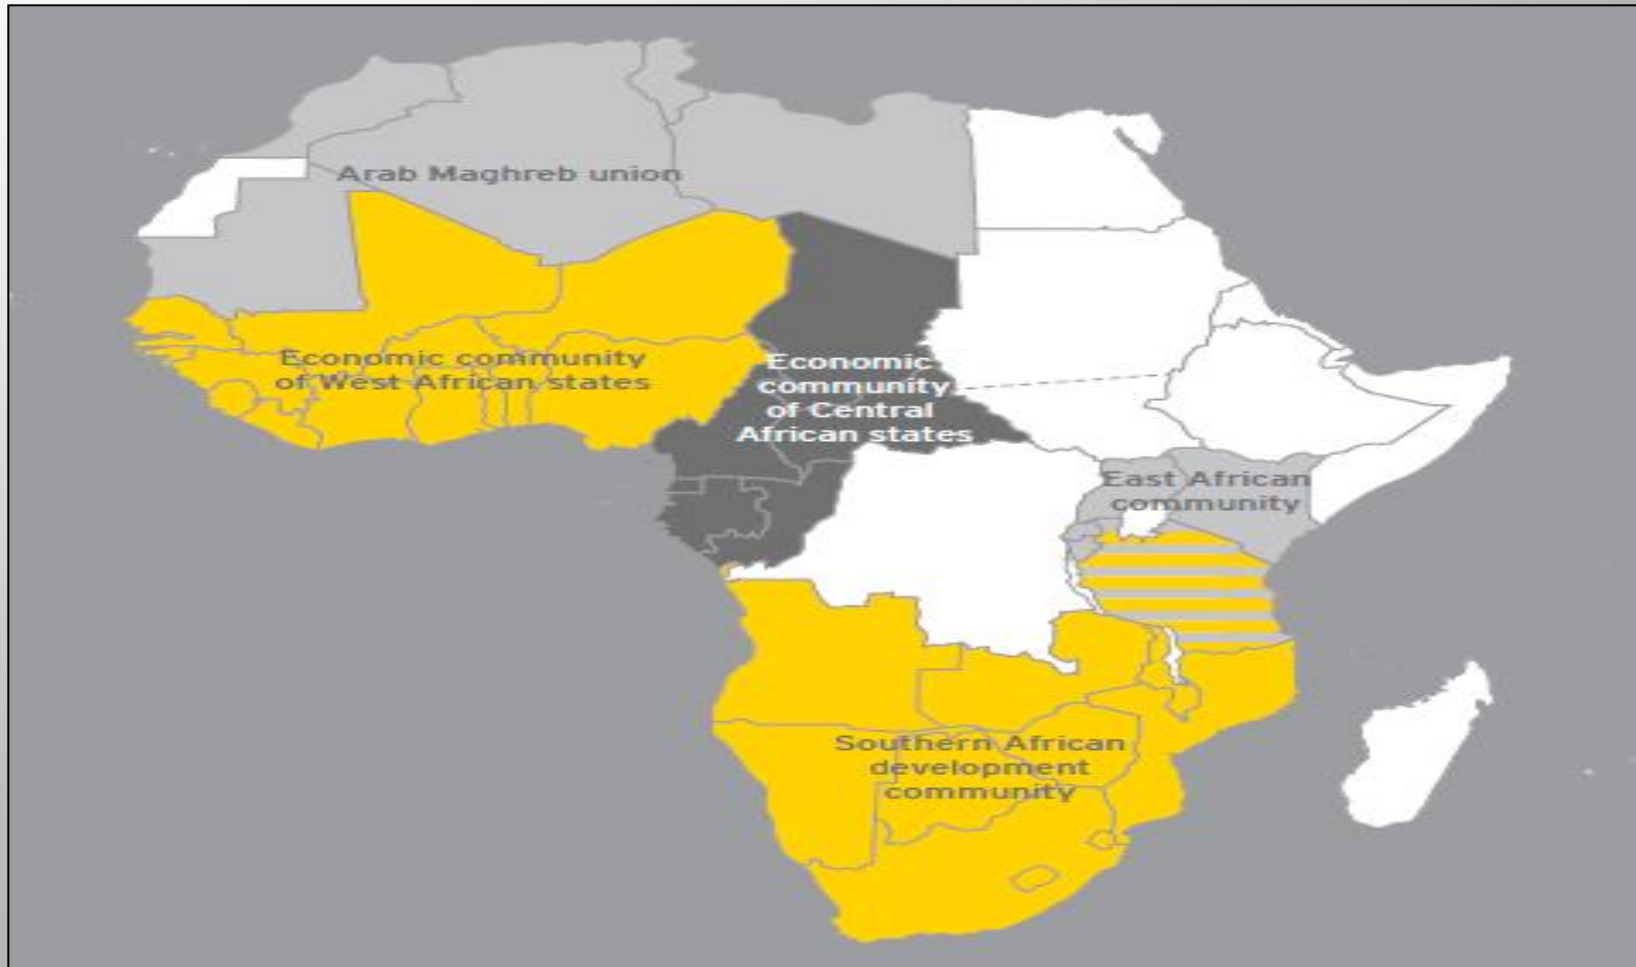 Arab Maghreb union
Economic community
of West African states
Economic
community
of Central
African states
East African
community
Southern African
development
community